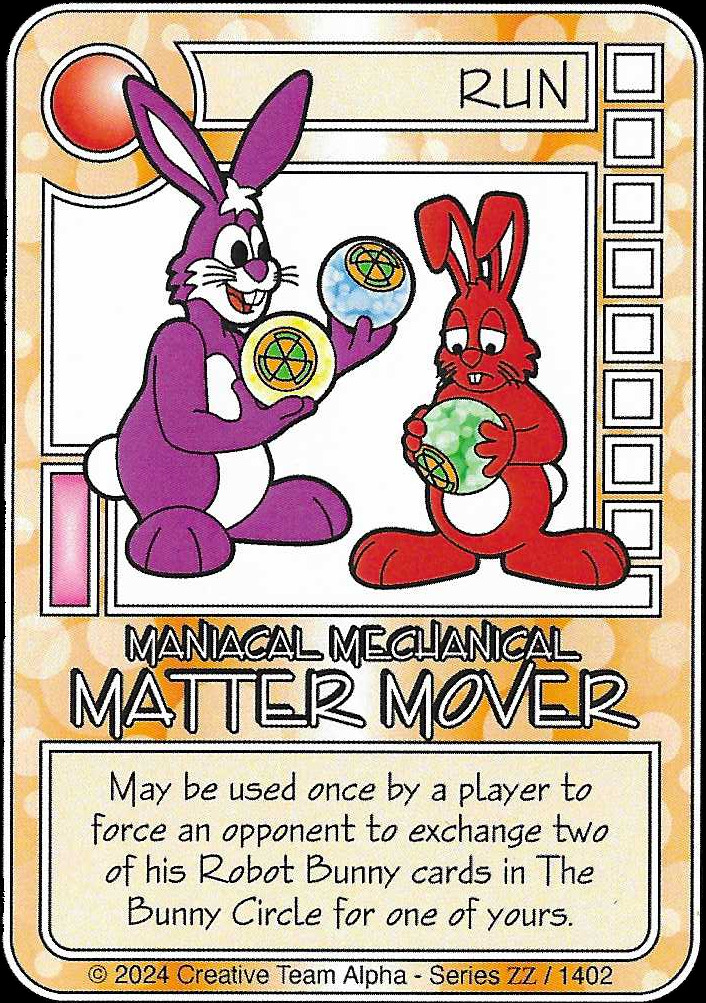 RUN
MANIACAL MECHANICAL
MATTER MOVER
May be used once by a player to
force an opponent to exchange two
of his Robot Bunny cards in The
Bunny Circle for one of yours.
© 2024 Creative Team Alpha - Series ZZ / 1402